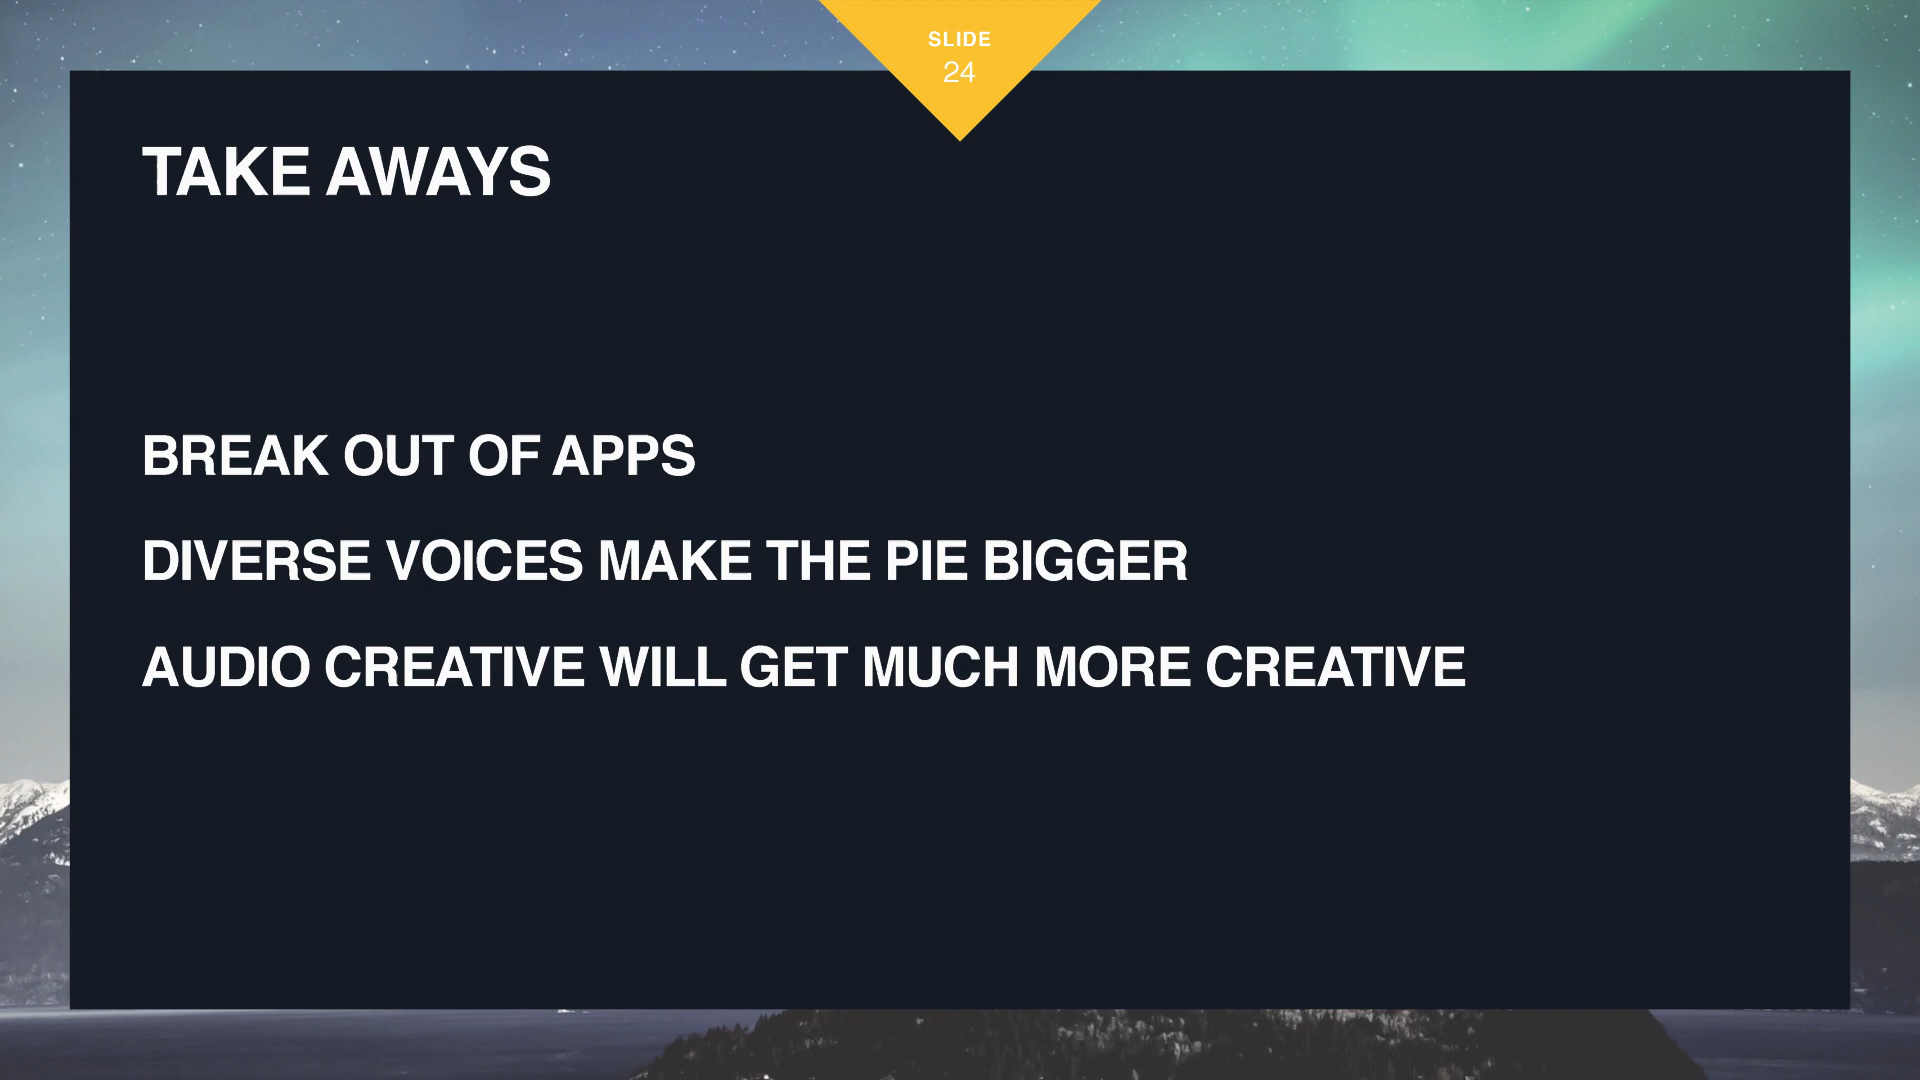 SLIDE
24
TAKE AWAYS
BREAK OUT OF APPS
DIVERSE VOICES MAKE THE PIE BIGGER
AUDIO CREATIVE WILL GET MUCH MORE CREATIVE